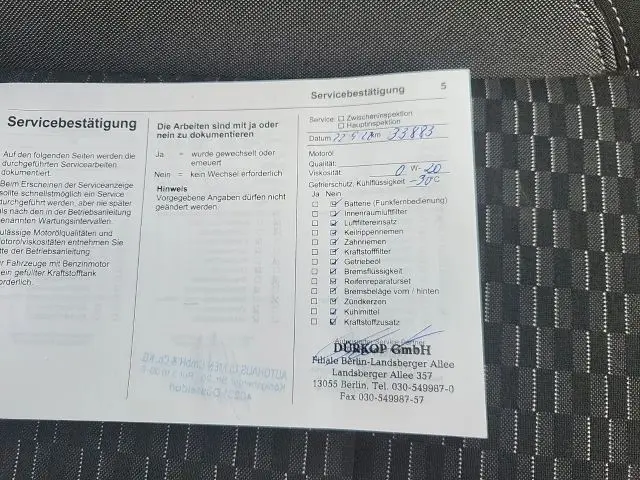 Servicebestätigung 5
Servicebestätigung
Auf den folgenden Seiten werden die
durchgeführten Servicearbeiten
dokumentiert.
Beim Erscheinen der Serviceanzeige
sollte schnellstmöglich ein Service
durchgeführt werden, aber nie später
als nach den in der Betriebsanleitung
genannten Wartungsintervallen.
ulässige Motorölqualitäten und
Motorölviskositäten entnehmen Sie
tte der Betriebsanleitung
r Fahrzeuge mit Benzinmotor
ein gefüllter Kraftstofftank
orderlich.
Die Arbeiten sind mit ja oder
nein zu dokumentieren
Ja = wurde gewechselt oder
erneuert
Nein = kein Wechsel erforderlich
Hinweis
Vorgegebene Angaben dürfen nicht
geändert werden.
Service: Zwischeninspektion
Hauptinspektion
Datum km 33883
Motoröl
Qualität:
Viskosität 0 W- 20
Gefrierschutz, Kühlflüssigkeit -30°
Ja Nein
Batterie (Funkfernbedienung)
Innenraumluftfilter
Luftfiltereinsatz
Keilrippenriemen
Zahnriemen
Kraftstofffilter
Getriebeöl
Bremsflüssigkeit
Reifenreparaturset
Bremsbeläge vorn / hinten
Zündkerzen
Kühlmittel
Kraftstoffzusatz
DÜRKOP GmbH
Filiale Berlin-Landsberger Allee
Landsberger Allee 357
13055 Berlin, Tel. 030-549987-0
Fax 030-549987-57